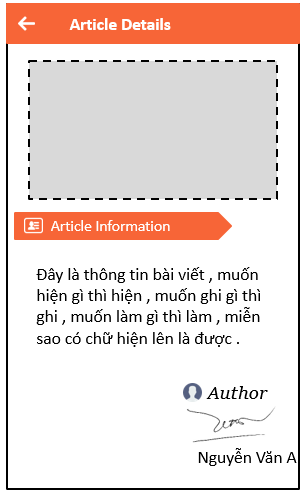 Article Details
Article Information
Đây là thông tin bài viết , muốn
hiện gì thì hiện , muốn ghi gì thì
ghi , muốn làm gì thì làm , miễn
sao có chữ hiện lên là được .
Author
Nguyễn Văn A